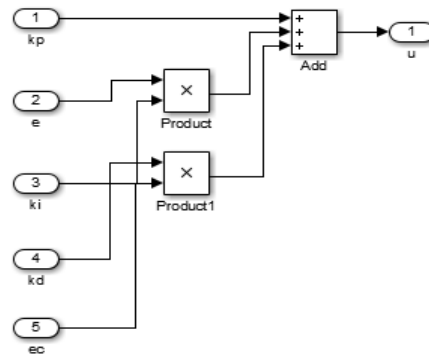 1
kp
+
+
+
Add
1
u
2
e
×
Product
3
ki
×
Product1
4
kd
5
ec